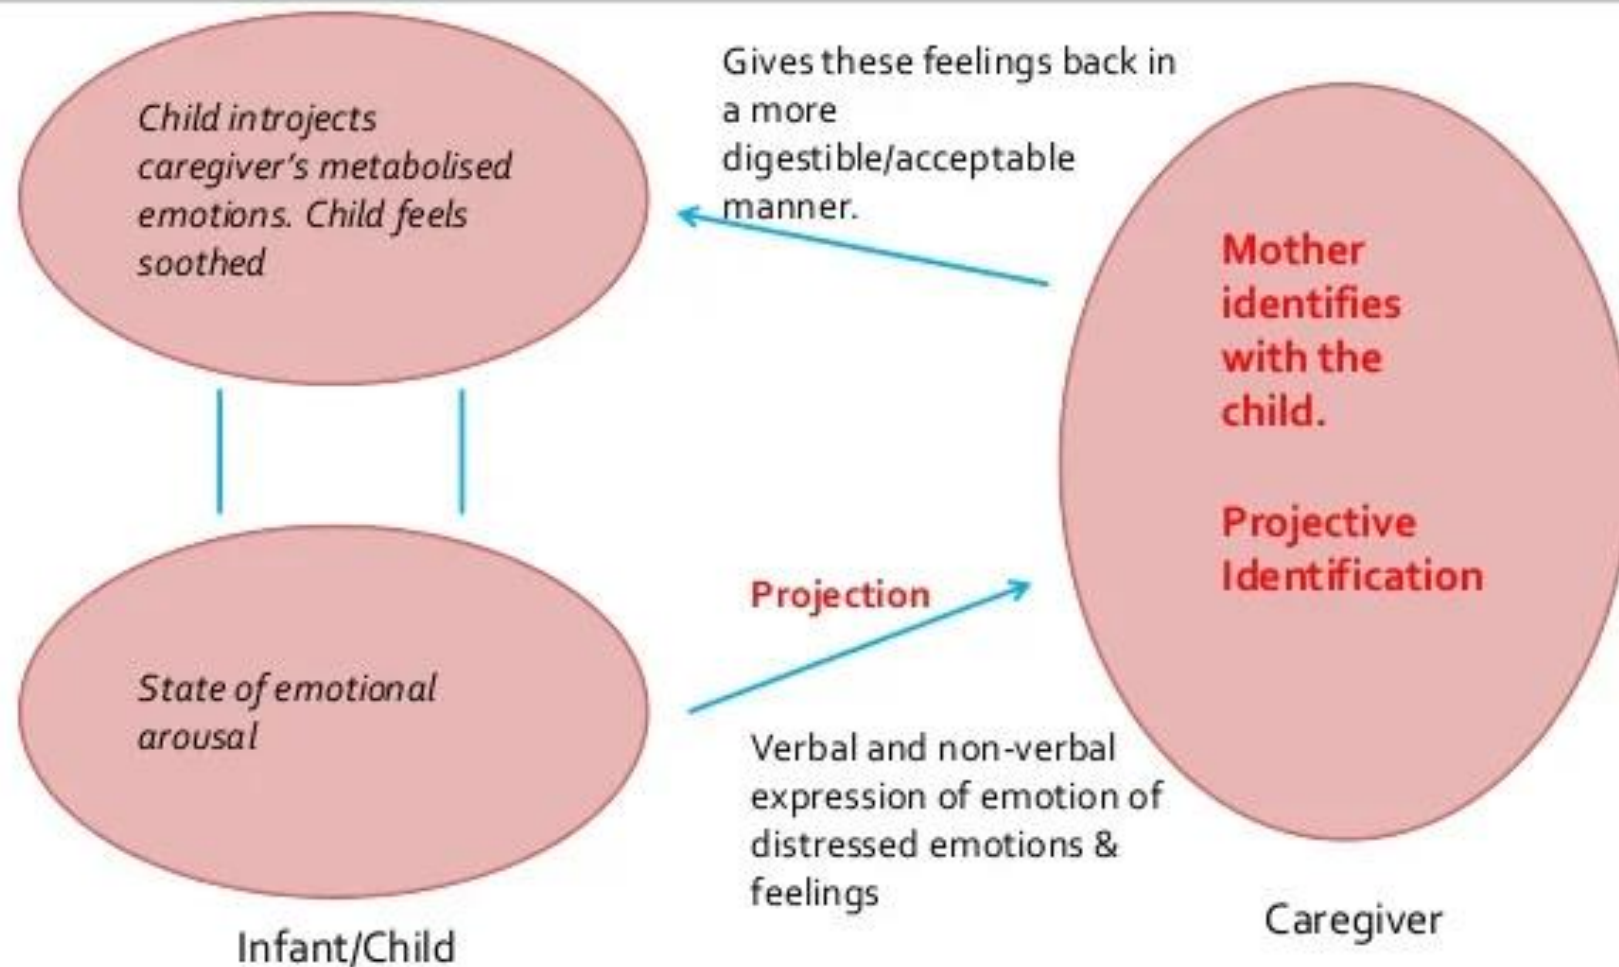 Child introjects
caregiver's metabolised
emotions. Child feels
soothed
Gives these feelings back in
a more
digestible/acceptable
manner.
Mother
identifies
with the
child.
Projective
Identification
State of emotional
arousal
Projection
Verbal and non-verbal
expression of emotion of
distressed emotions &
feelings
Infant/Child
Caregiver